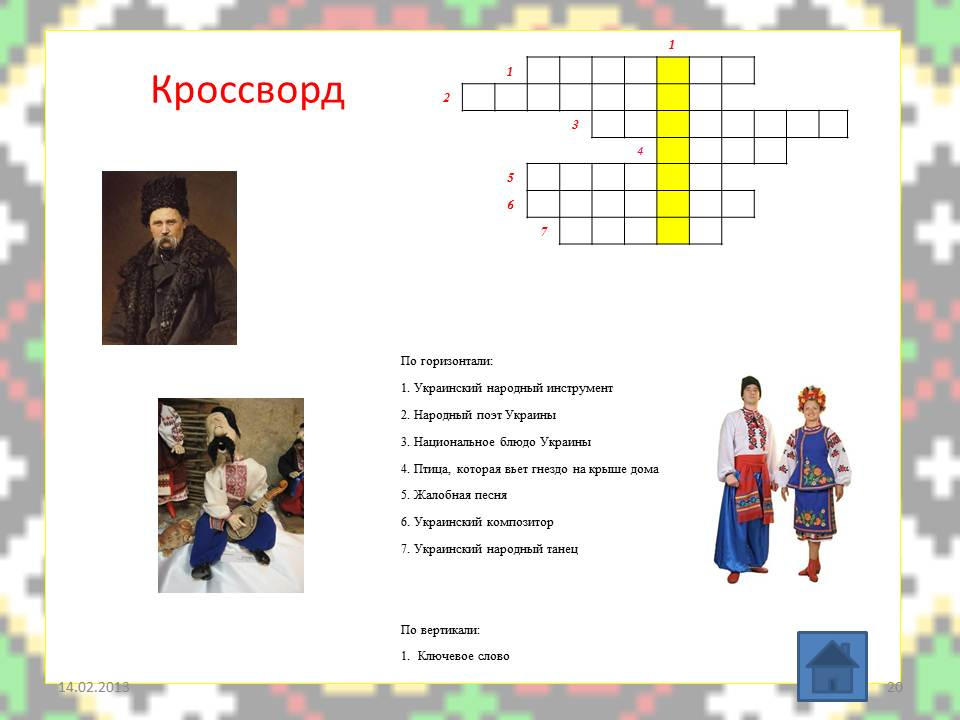 Кроссворд
1
1
2
3
4
5
6
7
По горизонтали:
1. Украинский народный инструмент
2. Народный поэт Украины
3. Национальное блюдо Украины
4. Птица, которая вьет гнездо на крыше дома
5. Жалобная песня
6. Украинский композитор
7. Украинский народный танец
По вертикали:
1. Ключевое слово
14.02.2013
20